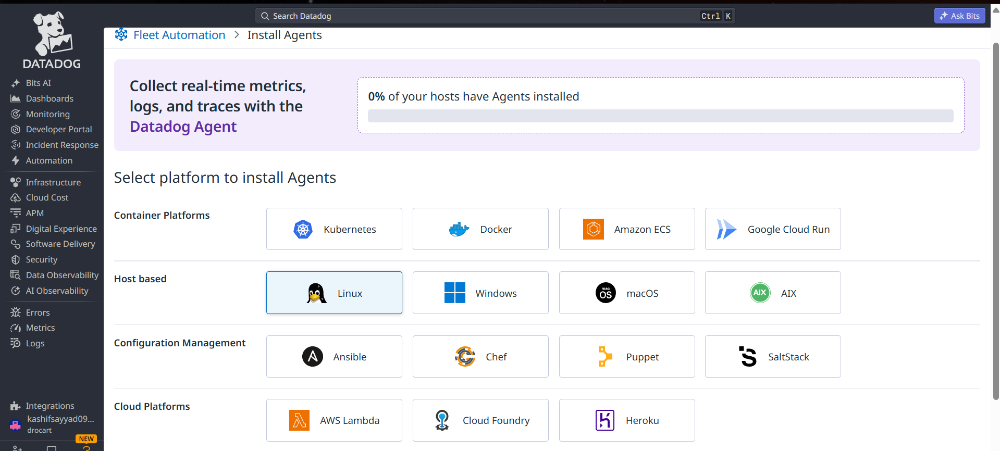 DATADOG
Search Datadog
Ctrl K
Ask Bits
Bits AI
Dashboards
Monitoring
Developer Portal
Incident Response
Automation
Infrastructure
Cloud Cost
APM
Digital Experience
Software Delivery
Security
Data Observability
AI Observability
Errors
Metrics
Logs
Integrations
kashifsayyad09...
drocart
NEW
Fleet Automation > Install Agents
Collect real-time metrics,
logs, and traces with the
Datadog Agent
0% of your hosts have Agents installed
Select platform to install Agents
Container Platforms
Kubernetes
Docker
Amazon ECS
Google Cloud Run
Host based
Linux
Windows
mac
OS
macOS
AIX
AIX
Configuration Management
Ansible
Chef
Puppet
SaltStack
Cloud Platforms
AWS Lambda
Cloud Foundry
Heroku